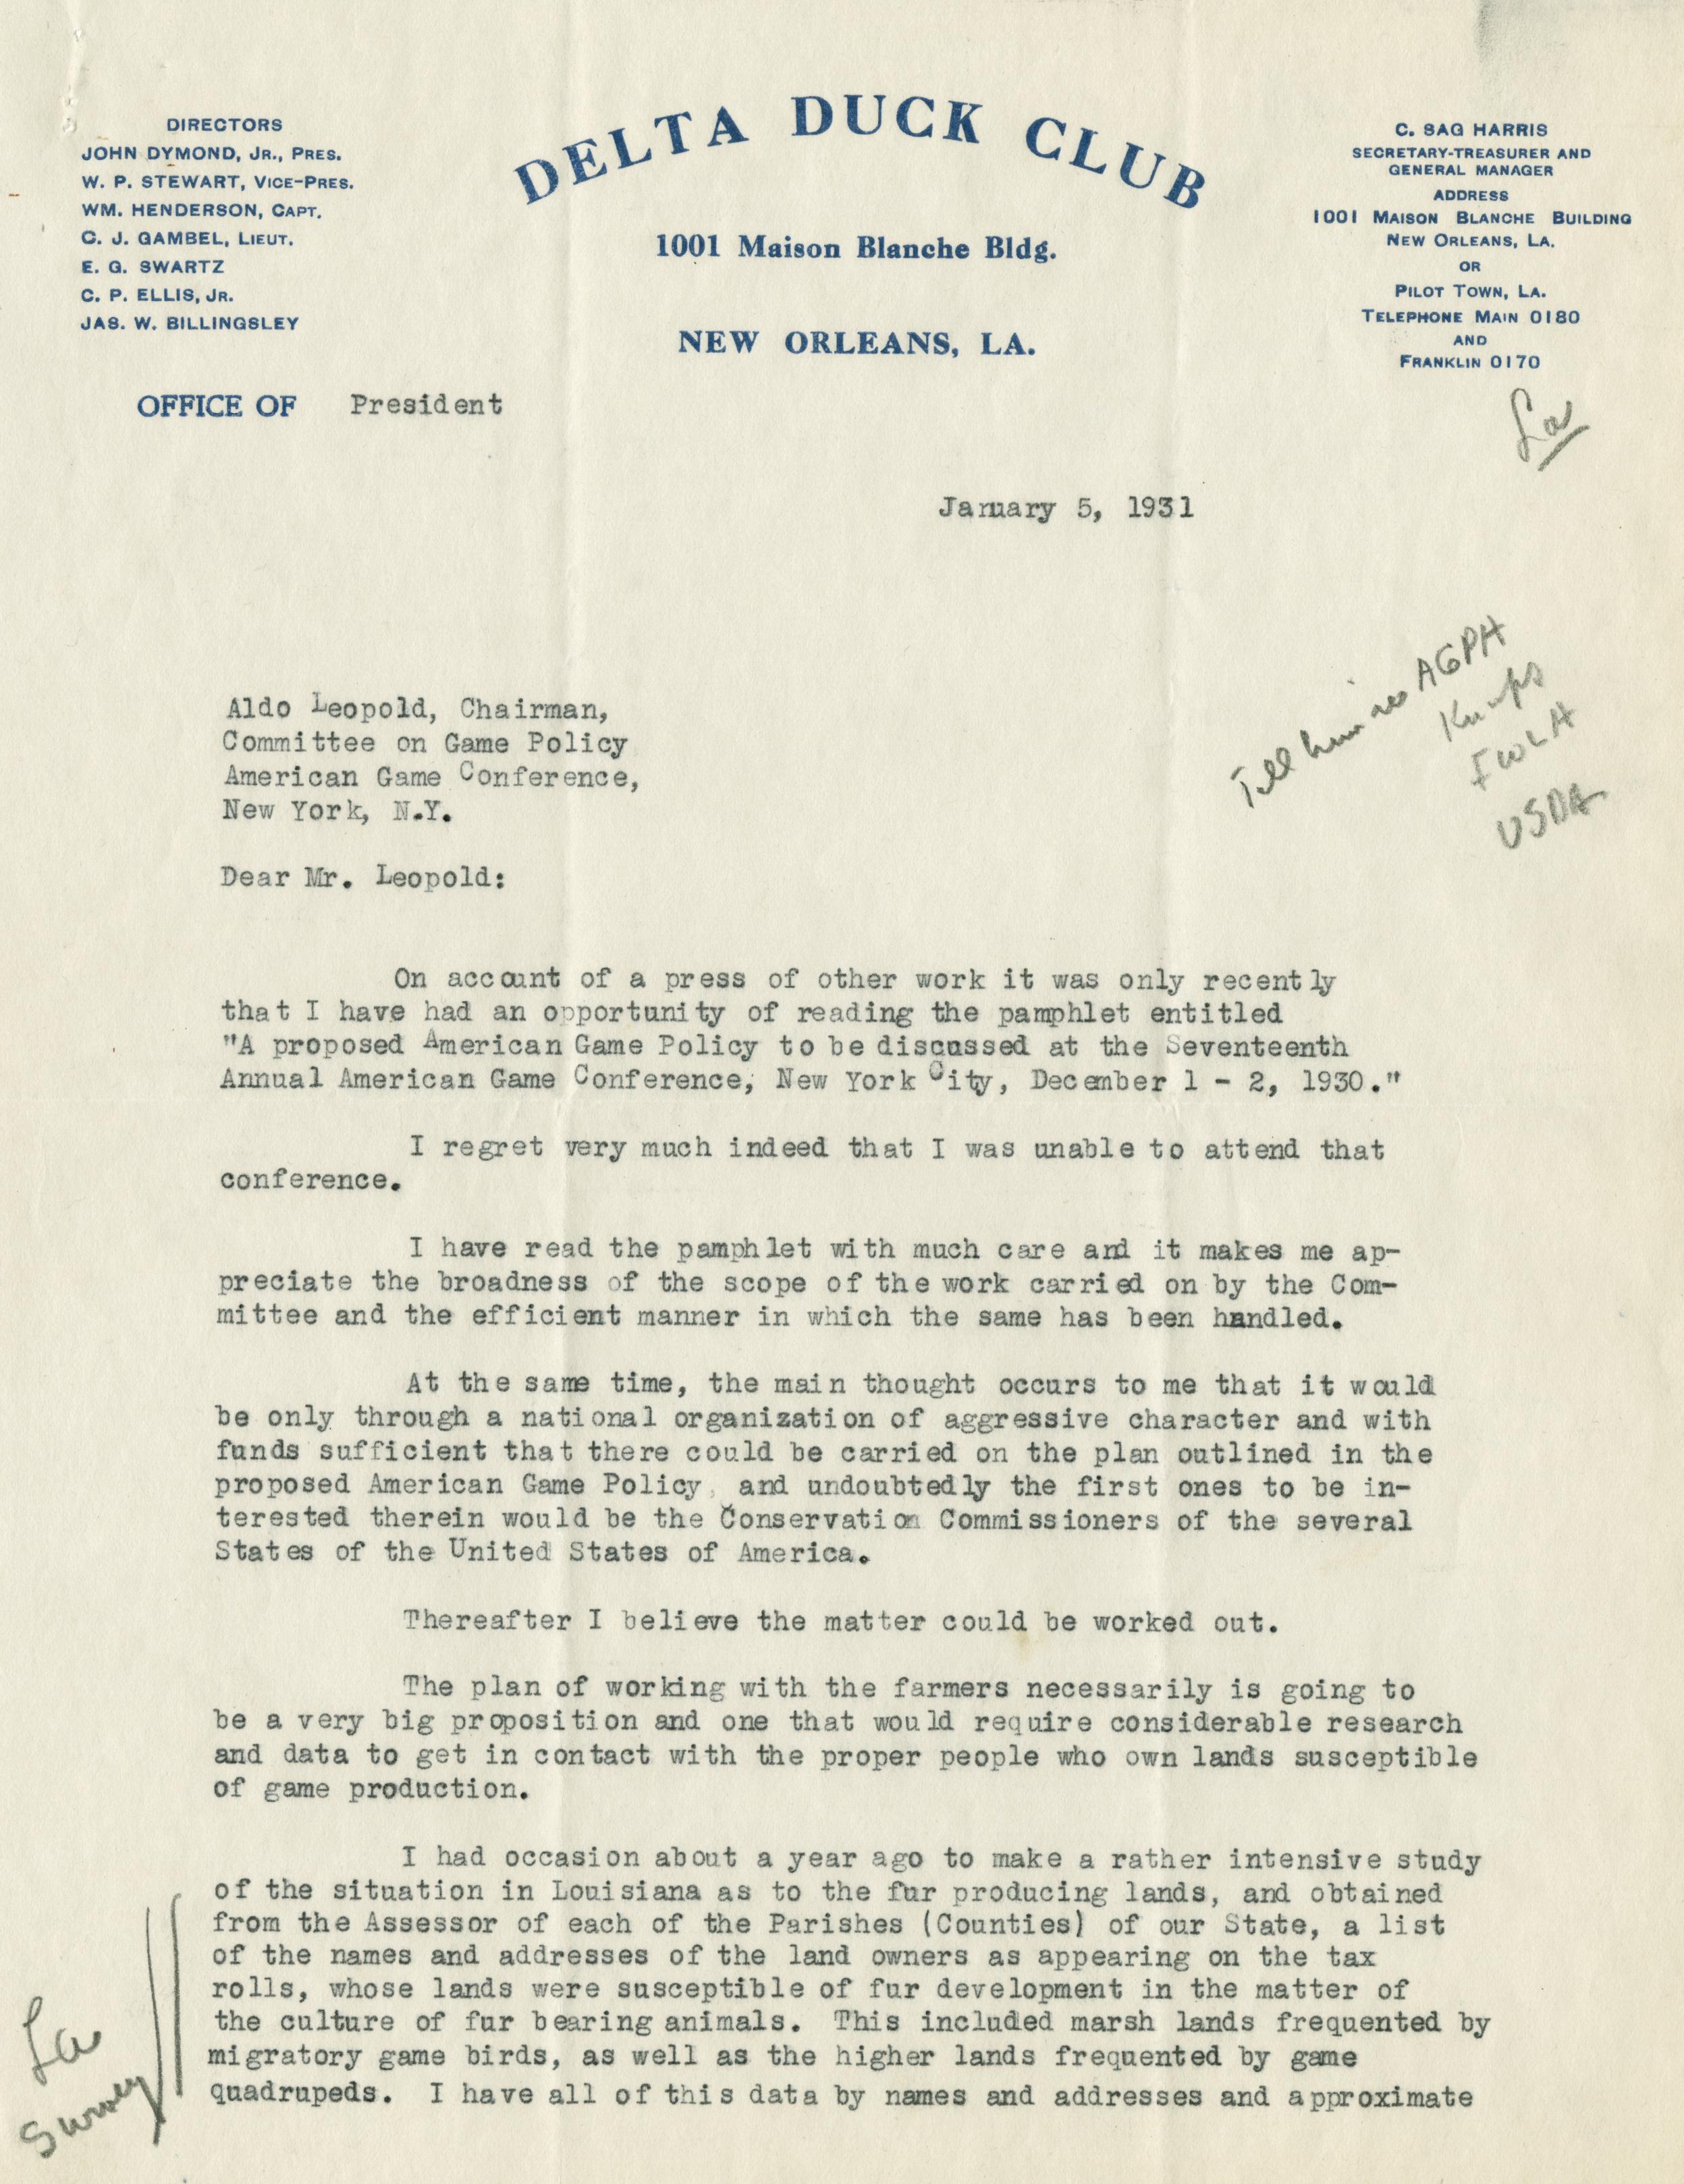 DELTA DUCK CLUB
1001 Maison Blanche Bldg.
NEW ORLEANS, LA.
DIRECTORS
JOHN DYMOND, JR., PRES.
W. P. STEWART, VICE-PRES.
WM. HENDERSON, CAPT.
C. J. GAMBEL, LIEUT.
E. G. SWARTZ
C. P. ELLIS, JR.
JAS. W. BILLINGSLEY
C. SAG HARRIS
SECRETARY-TREASURER AND
GENERAL MANAGER
ADDRESS
1001 MAISON BLANCHE BUILDING
NEW ORLEANS, LA.
OR
PILOT TOWN, LA.
TELEPHONE MAIN 0180
AND
FRANKLIN 0170
OFFICE OF President
La
January 5, 1931
Tell him re AGPA
IWLA
USDA
Aldo Leopold, Chairman,
Committee on Game Policy
American Game Conference,
New York, N.Y.
Dear Mr. Leopold:
On account of a press of other work it was only recently
that I have had an opportunity of reading the pamphlet entitled
"A proposed American Game Policy to be discussed at the Seventeenth
Annual American Game Conference, New York City, December 1 - 2, 1930."
I regret very much indeed that I was unable to attend that
conference.
I have read the pamphlet with much care and it makes me ap-
preciate the broadness of the scope of the work carried on by the Com-
mittee and the efficient manner in which the same has been handled.
At the same time, the main thought occurs to me that it would
be only through a national organization of aggressive character and with
funds sufficient that there could be carried on the plan outlined in the
proposed American Game Policy, and undoubtedly the first ones to be in-
terested therein would be the Conservation Commissioners of the several
States of the United States of America.
Thereafter I believe the matter could be worked out.
The plan of working with the farmers necessarily is going to
be a very big proposition and one that would require considerable research
and data to get in contact with the proper people who own lands susceptible
of game production.
I had occasion about a year ago to make a rather intensive study
of the situation in Louisiana as to the fur producing lands, and obtained
from the Assessor of each of the Parishes (Counties) of our State, a list
of the names and addresses of the land owners as appearing on the tax
rolls, whose lands were susceptible of fur development in the matter of
the culture of fur bearing animals. This included marsh lands frequented by
migratory game birds, as well as the higher lands frequented by game
quadrupeds. I have all of this data by names and addresses and approximate
La
Survey